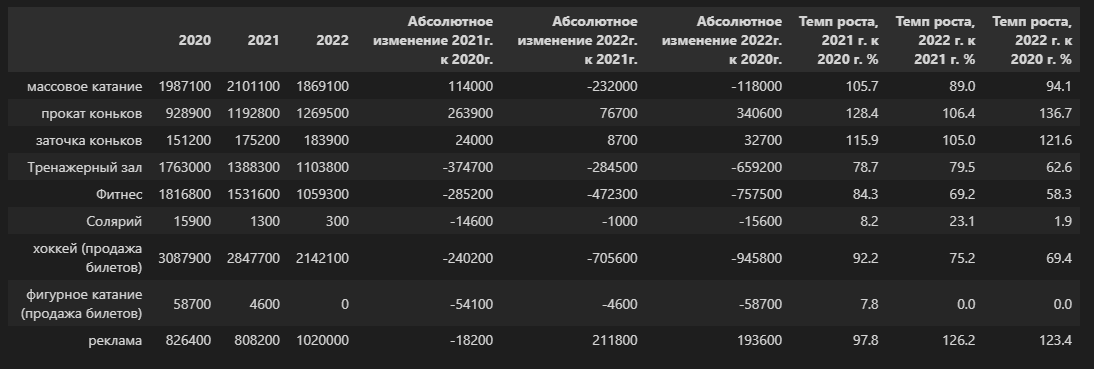 2020 2021 2022 Абсолютное изменение 2021г. к 2020г. Абсолютное изменение 2022г. к 2021г. Абсолютное изменение 2022г. к 2020г. Темп роста, 2021 г. к 2020 г. % Темп роста, 2022 г. к 2021 г. % Темп роста, 2022 г. к 2020 г. %
массовое катание 1987100 2101100 1869100 114000 -232000 -118000 105.7 89.0 94.1
прокат коньков 928900 1192800 1269500 263900 76700 340600 128.4 106.4 136.7
заточка коньков 151200 175200 183900 24000 8700 32700 115.9 105.0 121.6
Тренажерный зал 1763000 1388300 1103800 -374700 -284500 -659200 78.7 79.5 62.6
Фитнес 1816800 1531600 1059300 -285200 -472300 -757500 84.3 69.2 58.3
Солярий 15900 1300 300 -14600 -1000 -15600 8.2 23.1 1.9
хоккей (продажа билетов) 3087900 2847700 2142100 -240200 -705600 -945800 92.2 75.2 69.4
фигурное катание (продажа билетов) 58700 4600 0 -54100 -4600 -58700 7.8 0.0 0.0
реклама 826400 808200 1020000 -18200 211800 193600 97.8 126.2 123.4